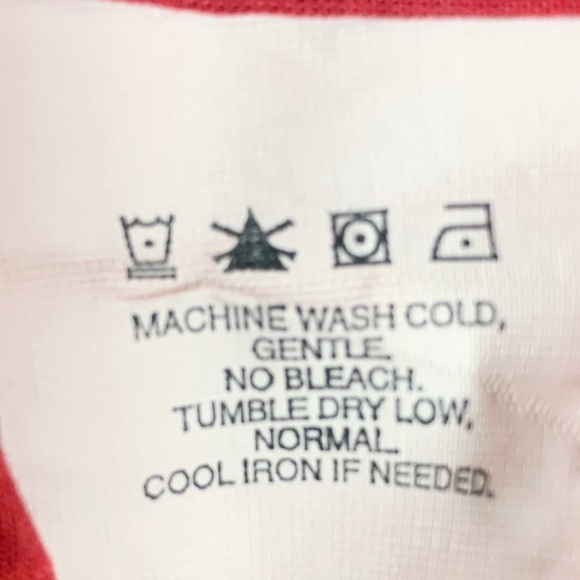 MACHINE WASH COLD,
GENTLE.
NO BLEACH.
TUMBLE DRY LOW,
NORMAL.
COOL IRON IF NEEDED.